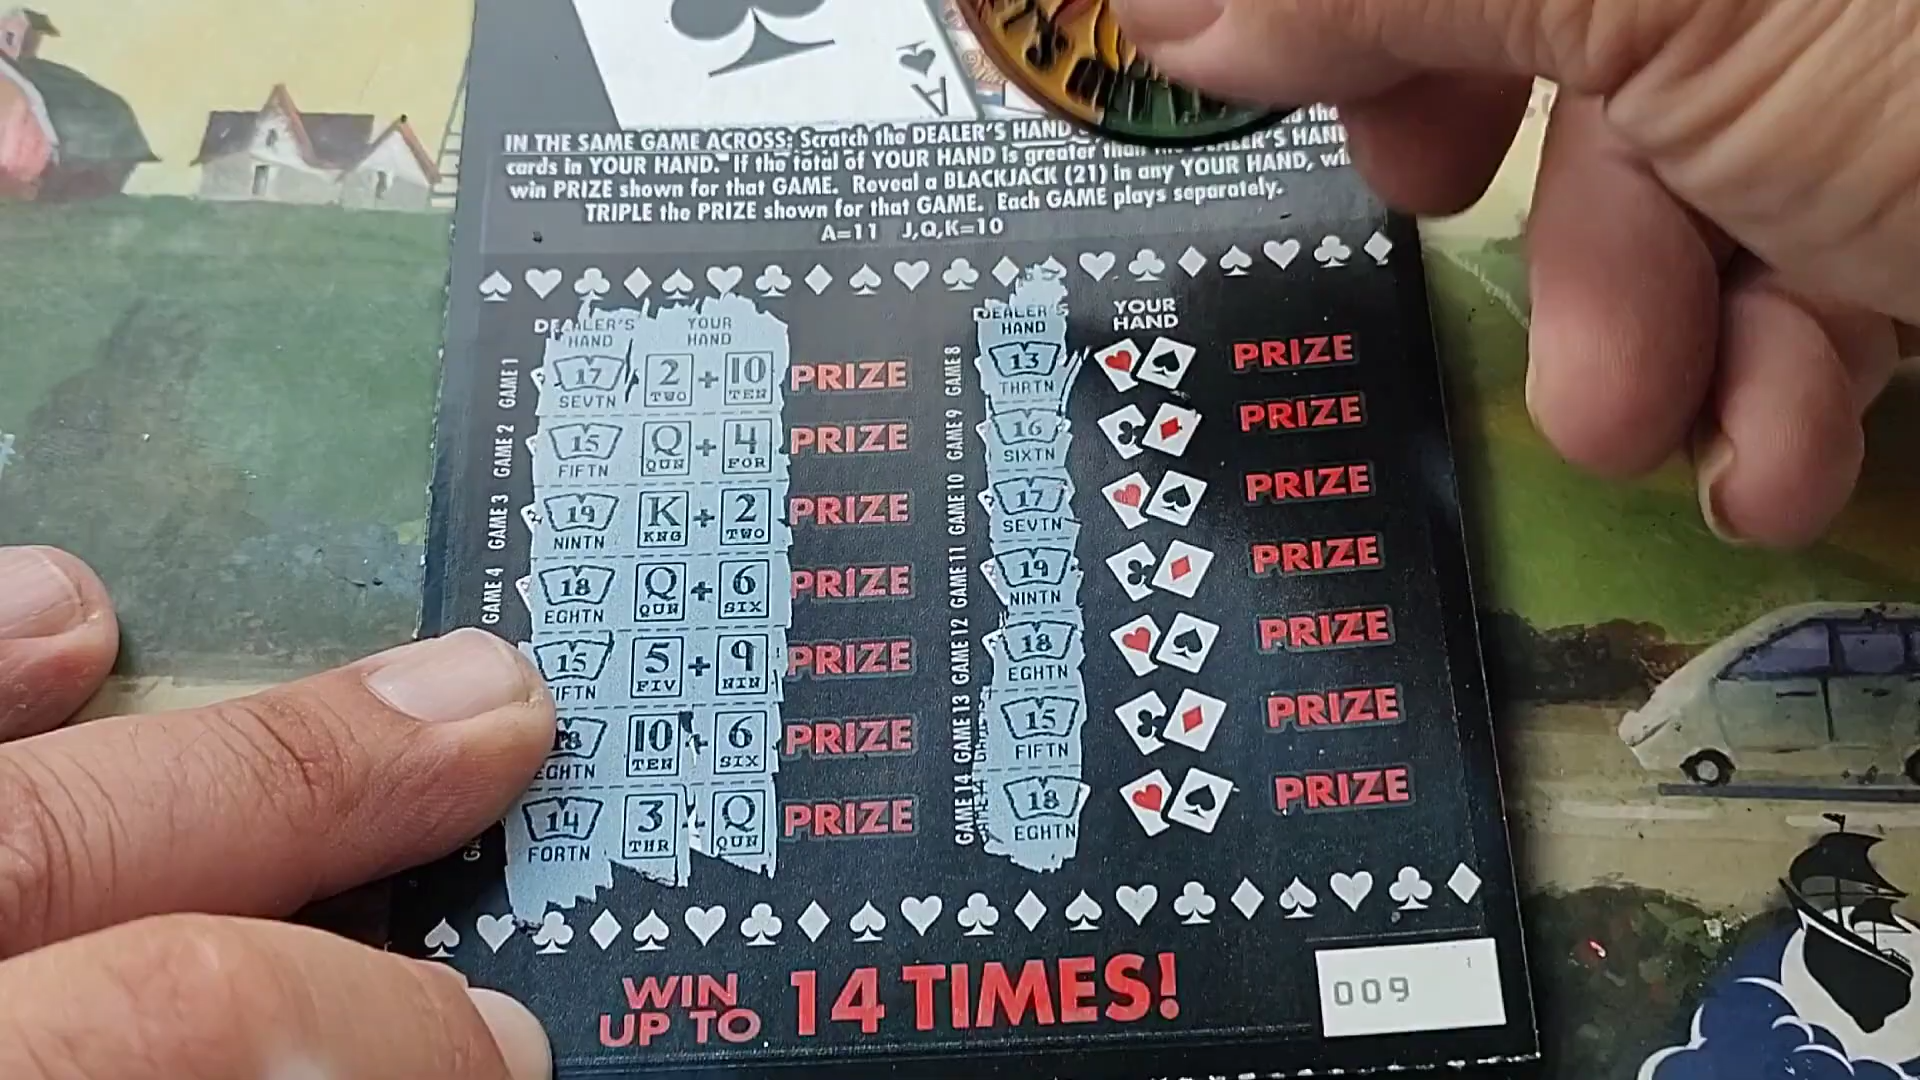 A
IN THE SAME GAME ACROSS: Scratch the DEALER'S HAND the
cards in YOUR HAND. If the total of YOUR HAND is greater than DEALER'S HAND
win PRIZE shown for that GAME. Reveal a BLACKJACK (21) in any YOUR HAND,
TRIPLE the PRIZE shown for that GAME. Each GAME plays separately.
A=11 J,Q,K=10
DEALER'S HAND YOUR HAND
GAME 1 17 SEVTN 2 TWO + 10 TEN PRIZE
GAME 2 15 FIFTN Q QUN + 4 FOR PRIZE
GAME 3 19 NINTN K KNG + 2 TWO PRIZE
GAME 4 18 EGHTN Q QUN + 6 SIX PRIZE
15 FIFTN 5 FIV + 9 NIN PRIZE
18 EGHTN 10 TEN + 6 SIX PRIZE
14 FORTN 3 THR + Q QUN PRIZE
DEALER'S HAND YOUR HAND
GAME 8 13 THRTN PRIZE
GAME 9 16 SIXTN PRIZE
GAME 10 17 SEVTN PRIZE
GAME 11 19 NINTN PRIZE
GAME 12 18 EGHTN PRIZE
GAME 13 15 FIFTN PRIZE
GAME 14 18 EGHTN PRIZE
WIN UP TO 14 TIMES!
009